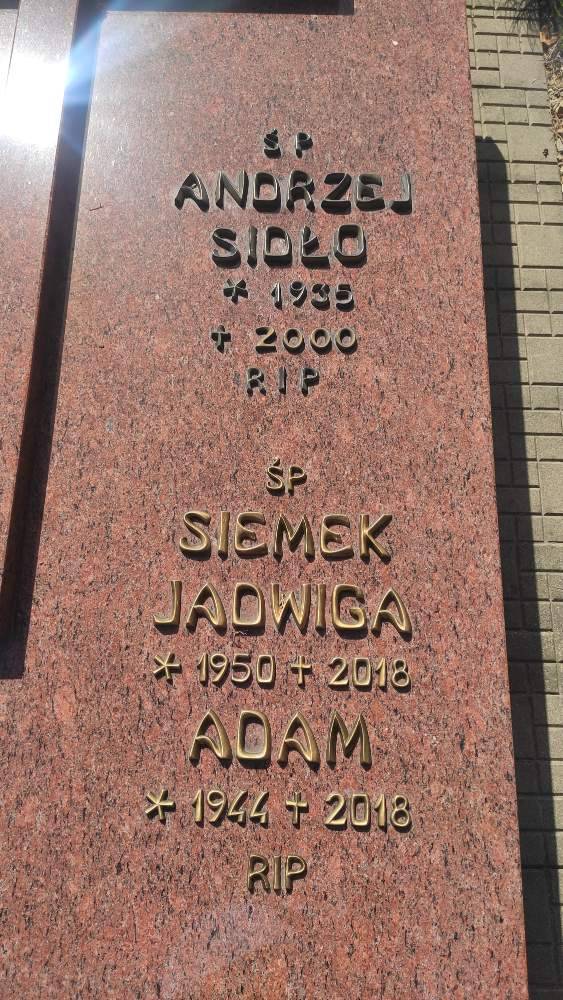 ŚP
ANDRZEJ
SIDŁO
* 1935
+ 2000
RIP
ŚP
SIEMEK
JADWIGA
* 1950 + 2018
ADAM
* 1944 + 2018
RIP